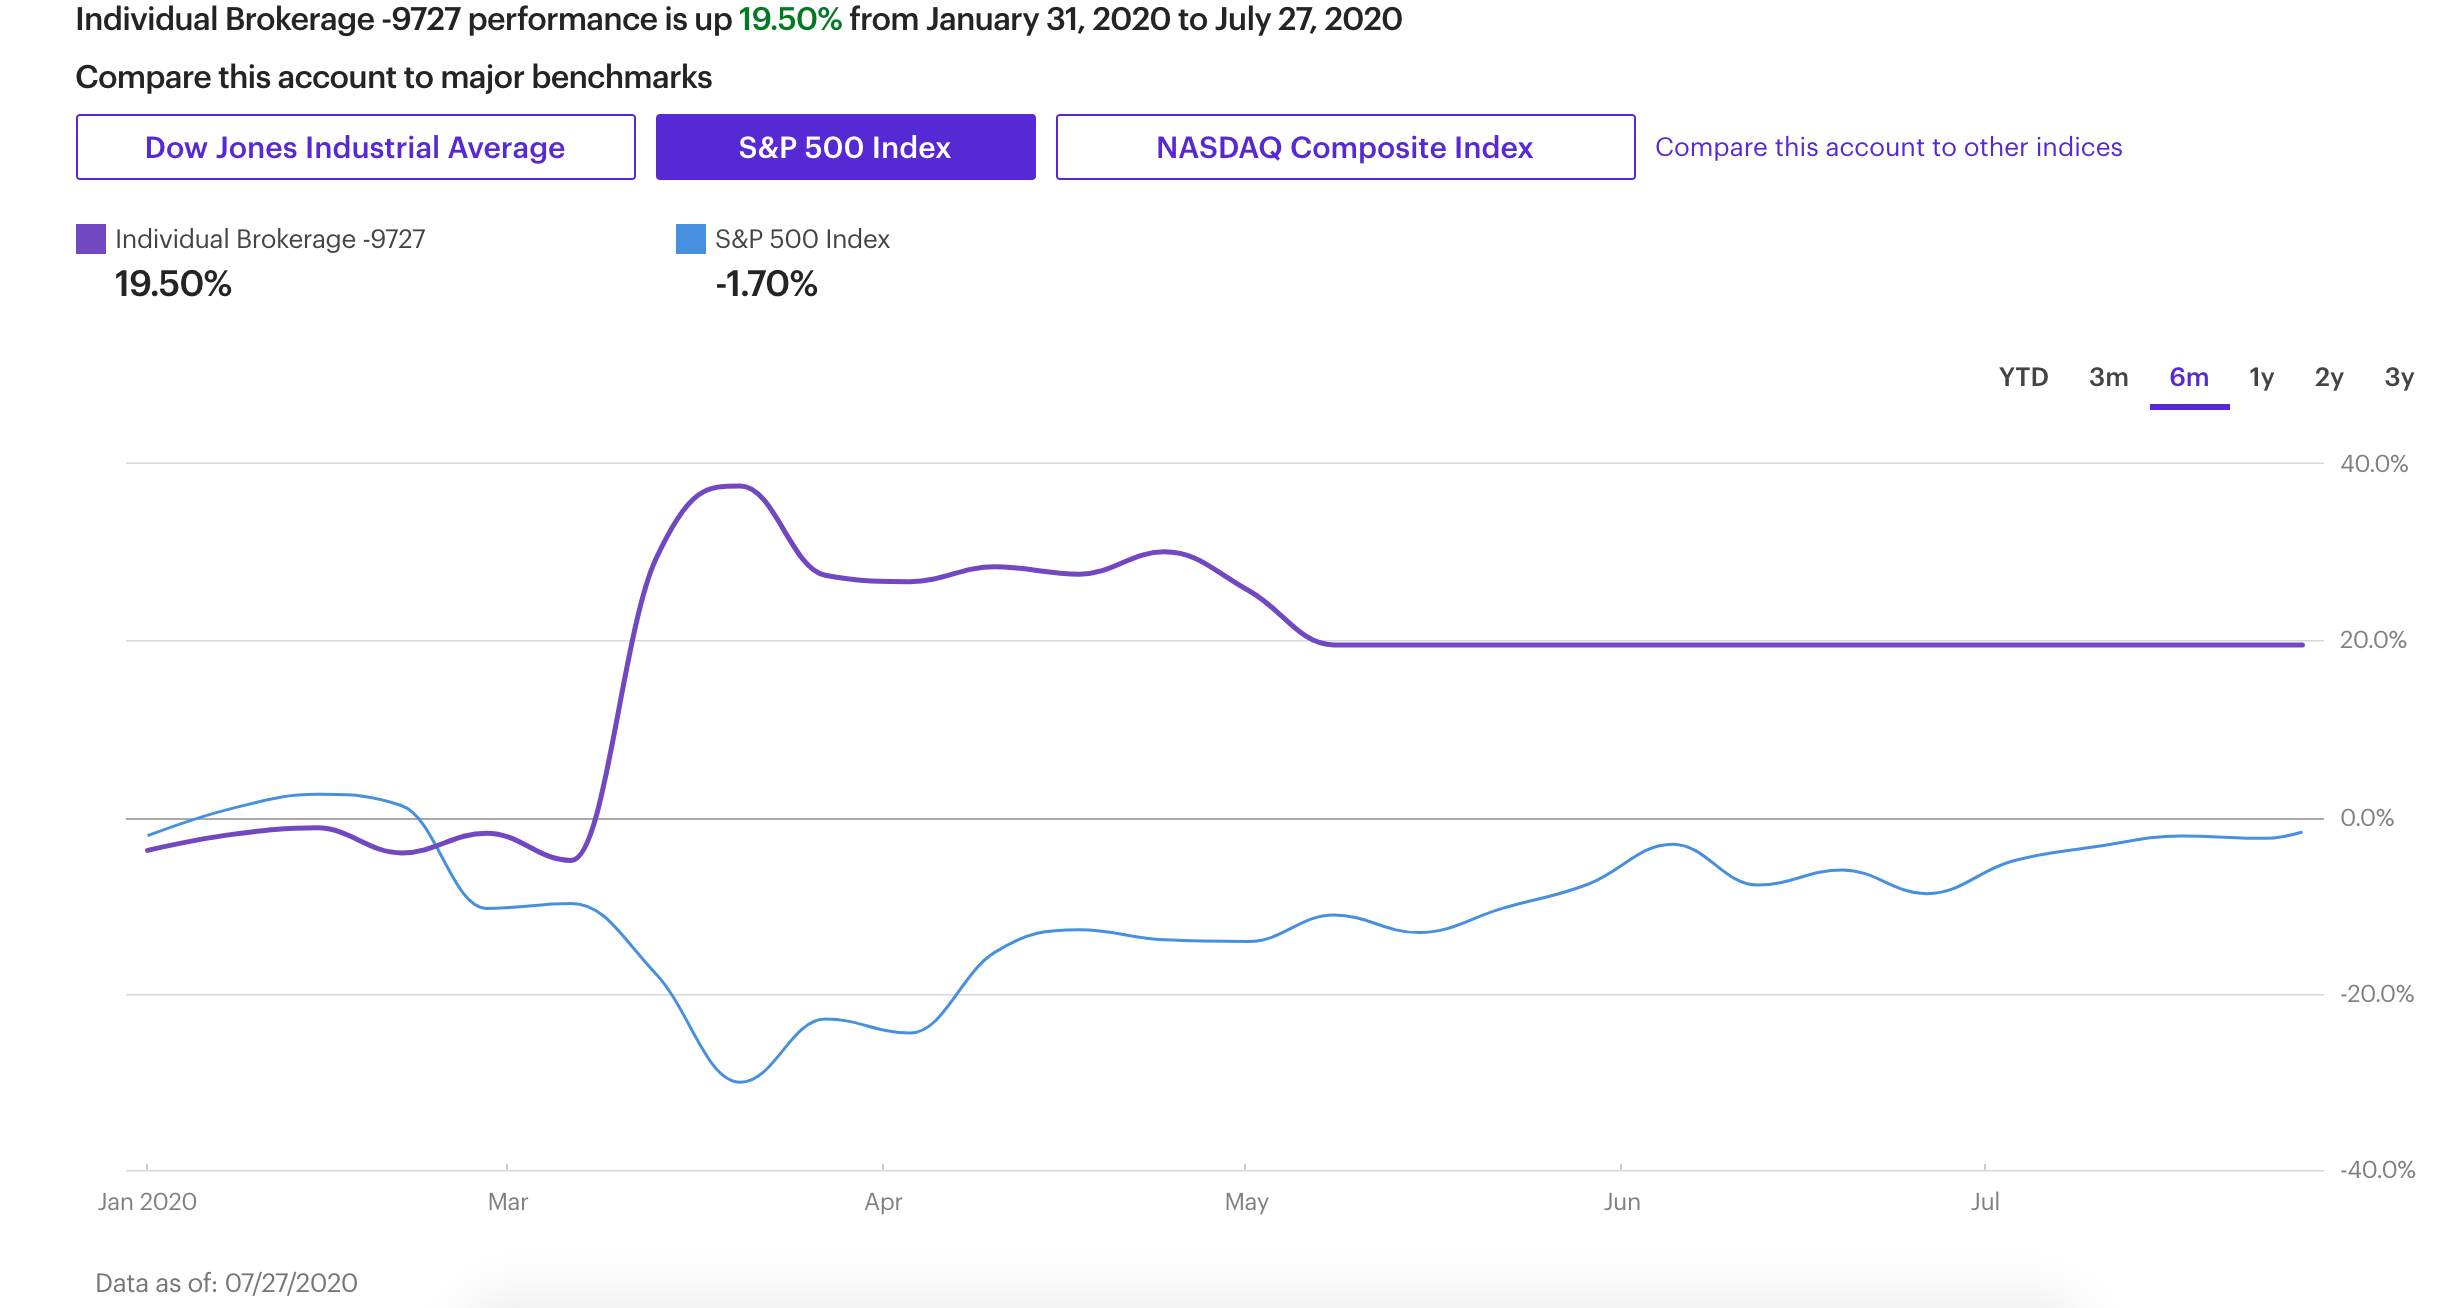 Individual Brokerage -9727 performance is up 19.50% from January 31, 2020 to July 27, 2020
Compare this account to major benchmarks
Dow Jones Industrial Average
S&P 500 Index
NASDAQ Composite Index
Compare this account to other indices
Individual Brokerage -9727
19.50%
S&P 500 Index
-1.70%
YTD 3m 6m 1y 2y 3y
40.0%
20.0%
0.0%
-20.0%
-40.0%
Jan 2020 Mar Apr May Jun Jul
Data as of: 07/27/2020